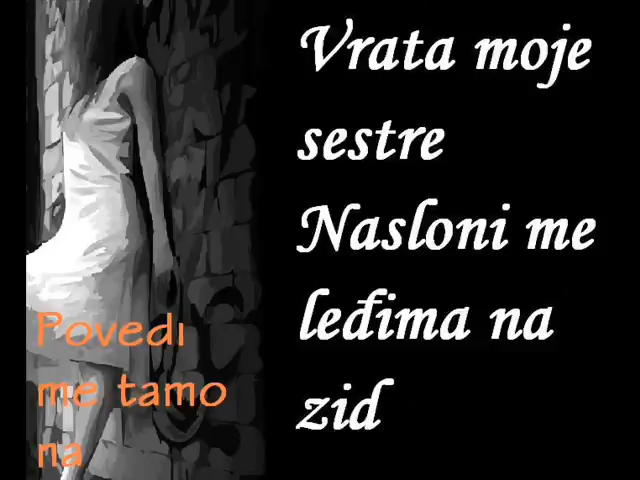 Vrata moje
sestre
Nasloni me
leđima na
zid
Povedi
me tamo
na